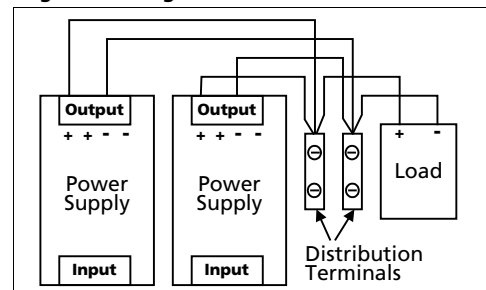 Output
+ + - -
Power
Supply
Input
Output
+ + - -
Power
Supply
Input
+ -
Load
Distribution
Terminals